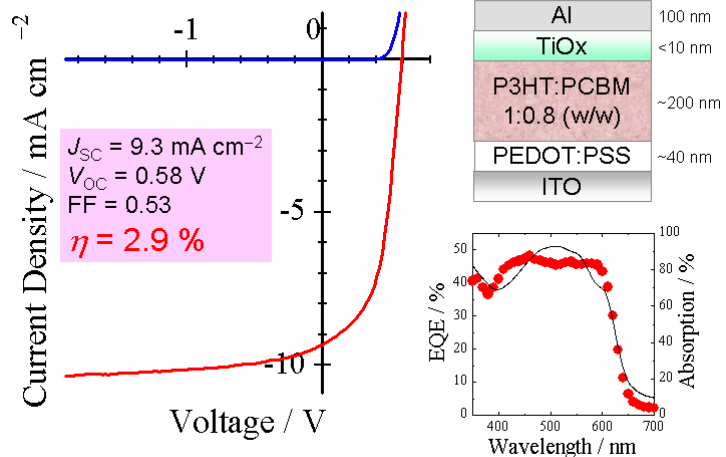 -1
0
-5
-10
Current Density / mA cm⁻²
Voltage / V
J_SC = 9.3 mA cm⁻²
V_OC = 0.58 V
FF = 0.53
η = 2.9 %
Al
100 nm
TiOx
<10 nm
P3HT:PCBM
1:0.8 (w/w)
~200 nm
PEDOT:PSS
~40 nm
ITO
50
40
30
20
10
0
EQE / %
100
80
60
40
20
0
Absorption / %
400
500
600
700
Wavelength / nm